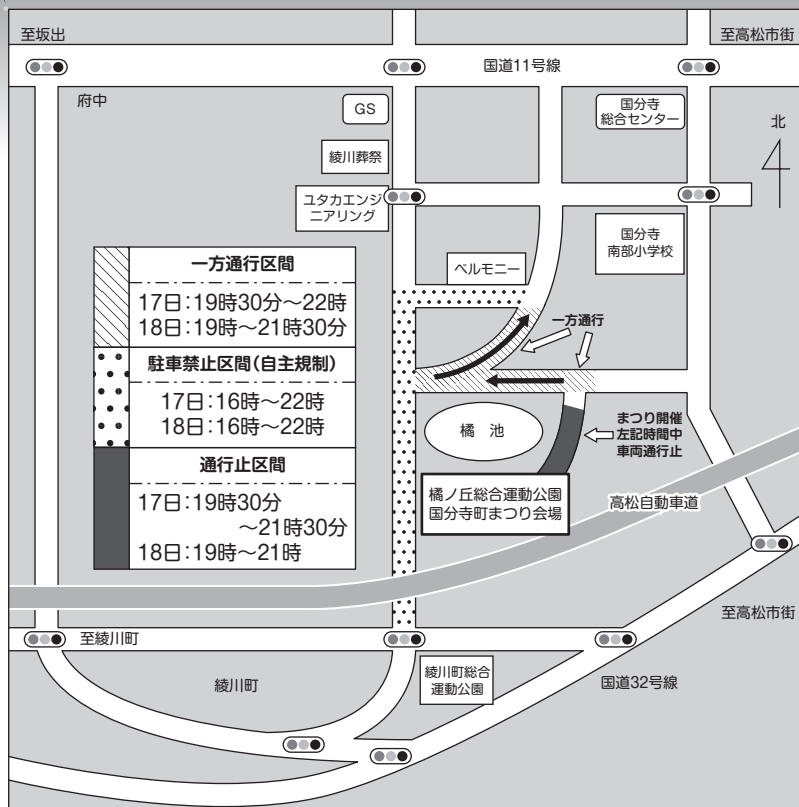 至坂出
至高松市街
国道11号線
府中
GS
国分寺
総合センター
北
綾川葬祭
ユタカエンジ
ニアリング
国分寺
南部小学校
ベルモニー
一方通行区間
17日:19時30分～22時
18日:19時～21時30分
一方通行
駐車禁止区間(自主規制)
17日:16時～22時
18日:16時～22時
橘 池
まつり開催
左記時間中
車両通行止
通行止区間
17日:19時30分
～21時30分
18日:19時～21時
橘ノ丘総合運動公園
国分寺町まつり会場
高松自動車道
至高松市街
至綾川町
綾川町
綾川町総合
運動公園
国道32号線